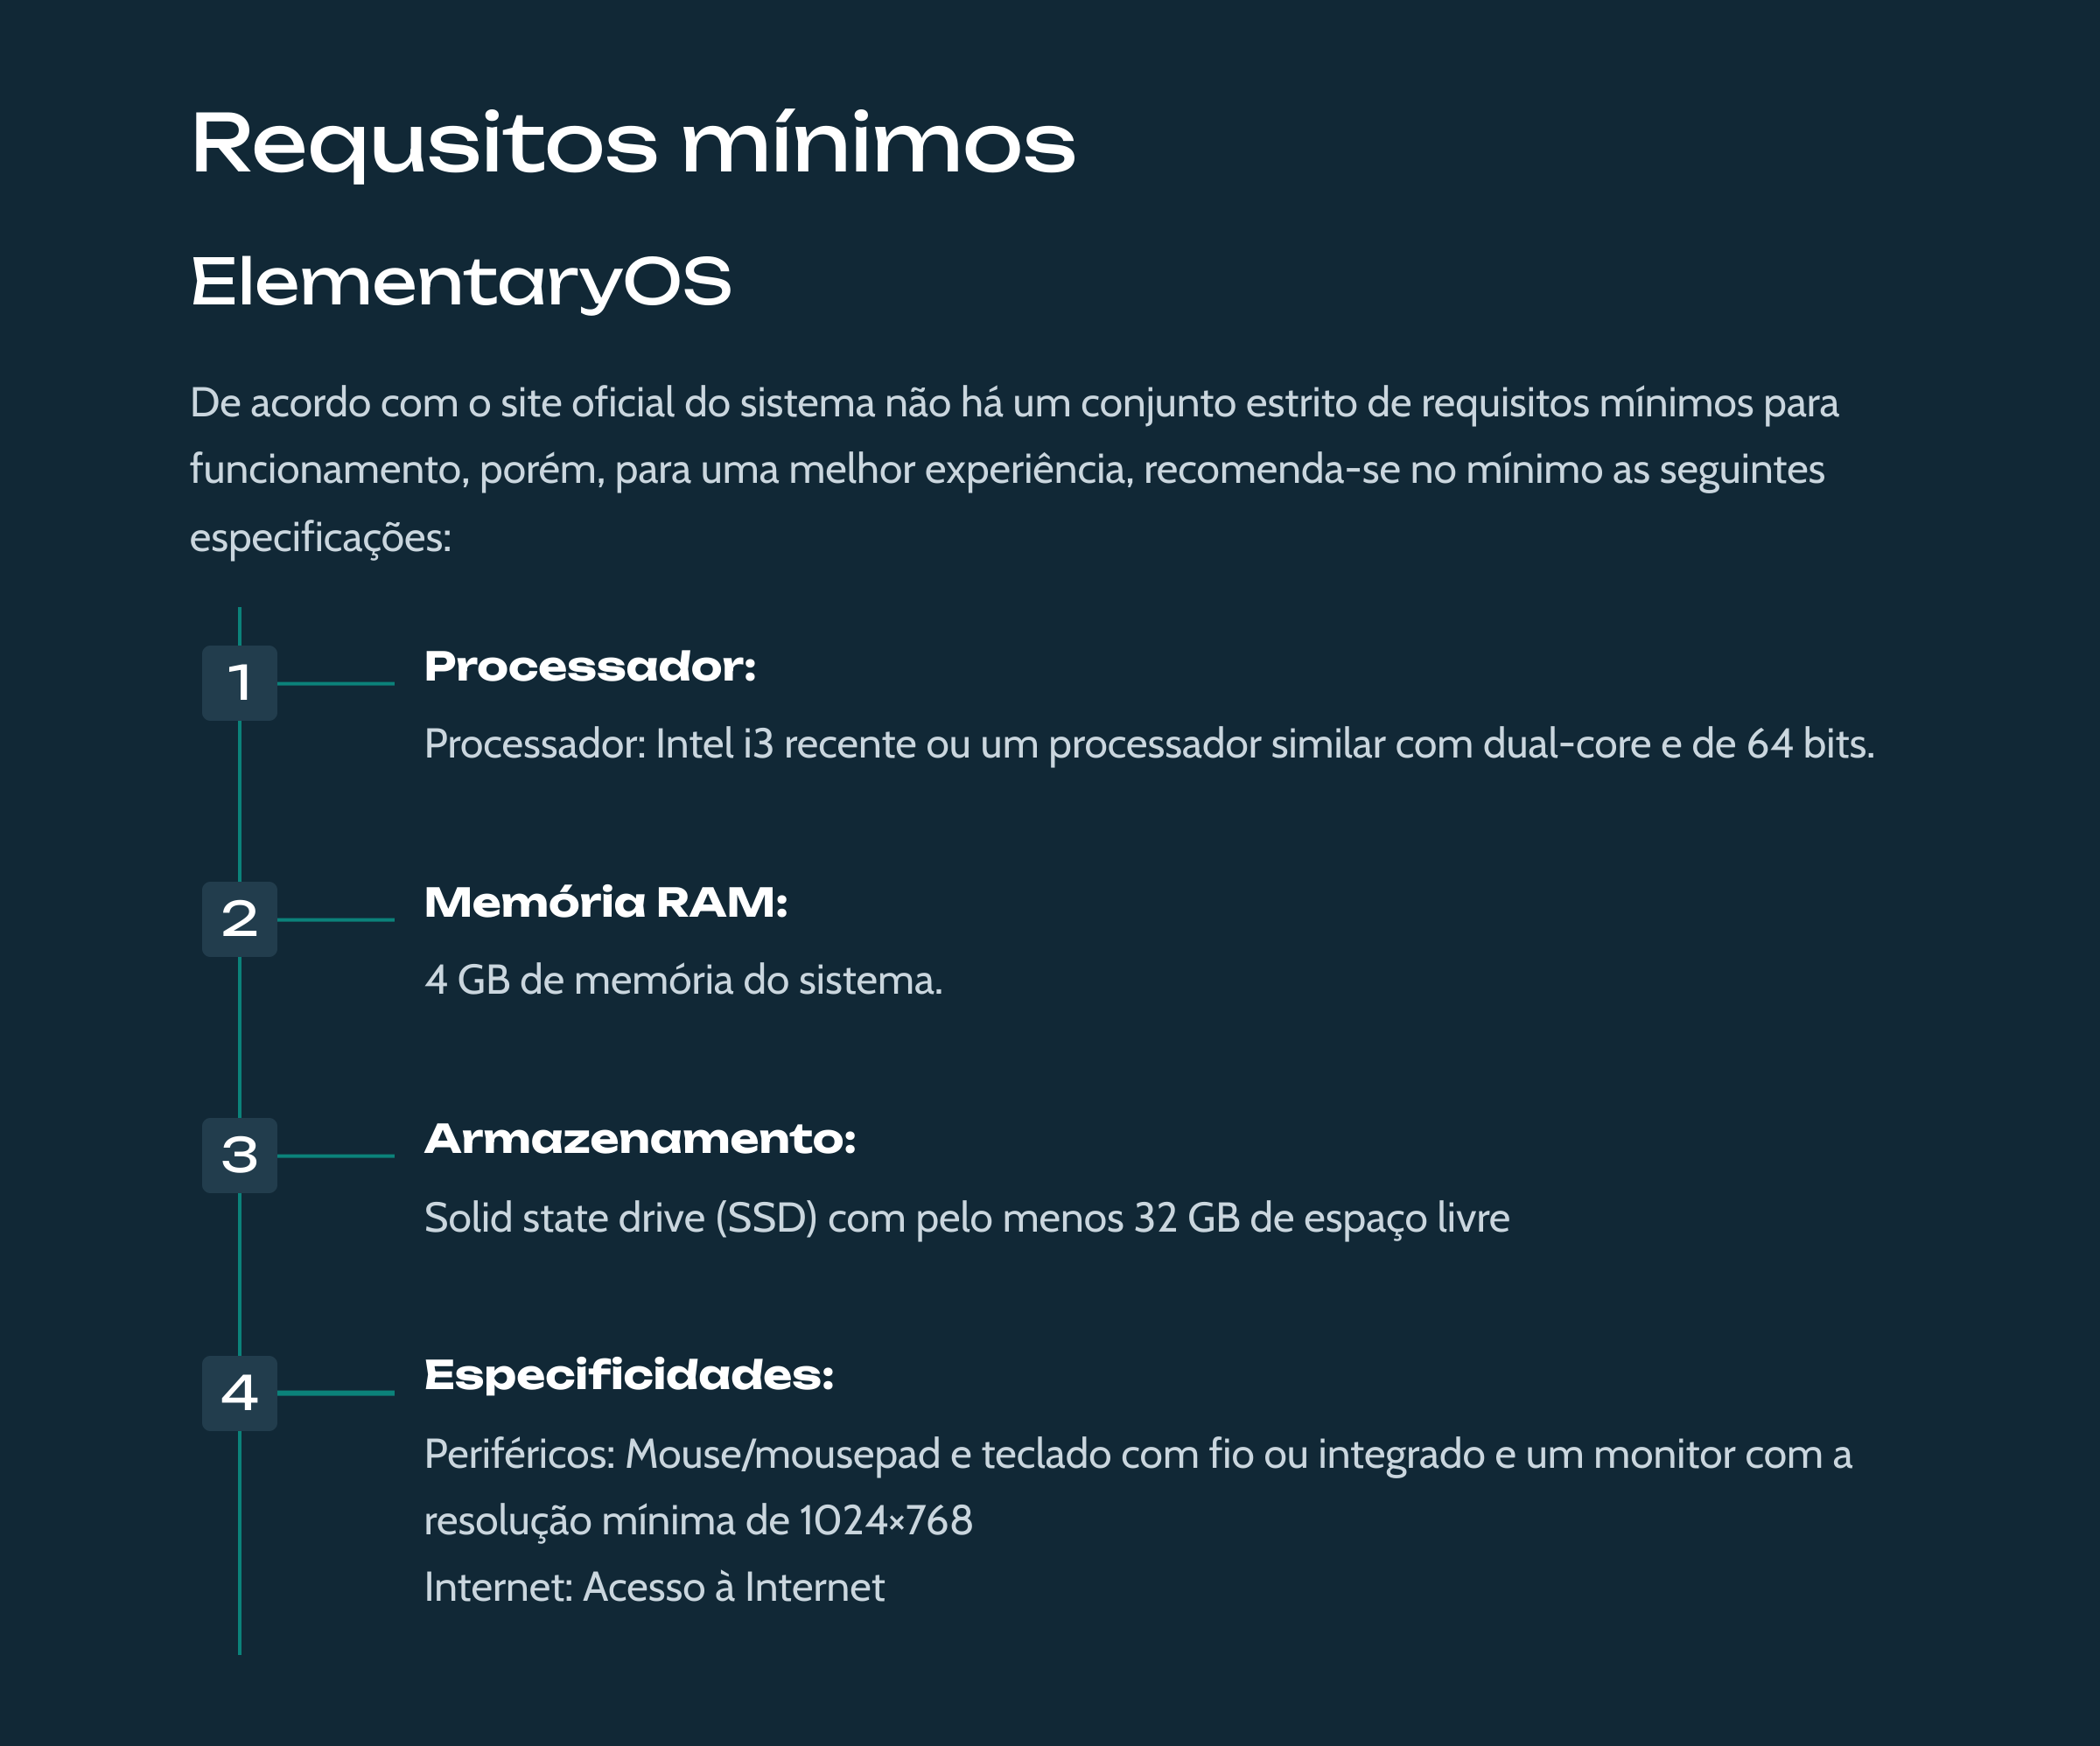 Requsitos mínimos
ElementaryOS
De acordo com o site oficial do sistema não há um conjunto estrito de requisitos mínimos para
funcionamento, porém, para uma melhor experiência, recomenda-se no mínimo as seguintes
especificações:
1
Processador:
Processador: Intel i3 recente ou um processador similar com dual-core e de 64 bits.
2
Memória RAM:
4 GB de memória do sistema.
3
Armazenamento:
Solid state drive (SSD) com pelo menos 32 GB de espaço livre
4
Especificidades:
Periféricos: Mouse/mousepad e teclado com fio ou integrado e um monitor com a
resolução mínima de 1024×768
Internet: Acesso à Internet